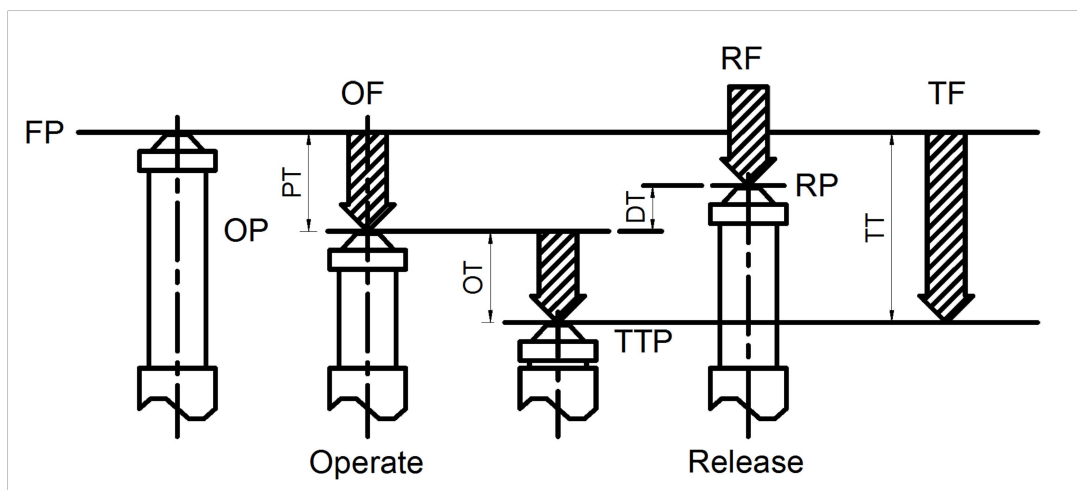 RF
OF
TF
FP
PT
RP
DT
OP
TT
OT
TTP
Operate
Release